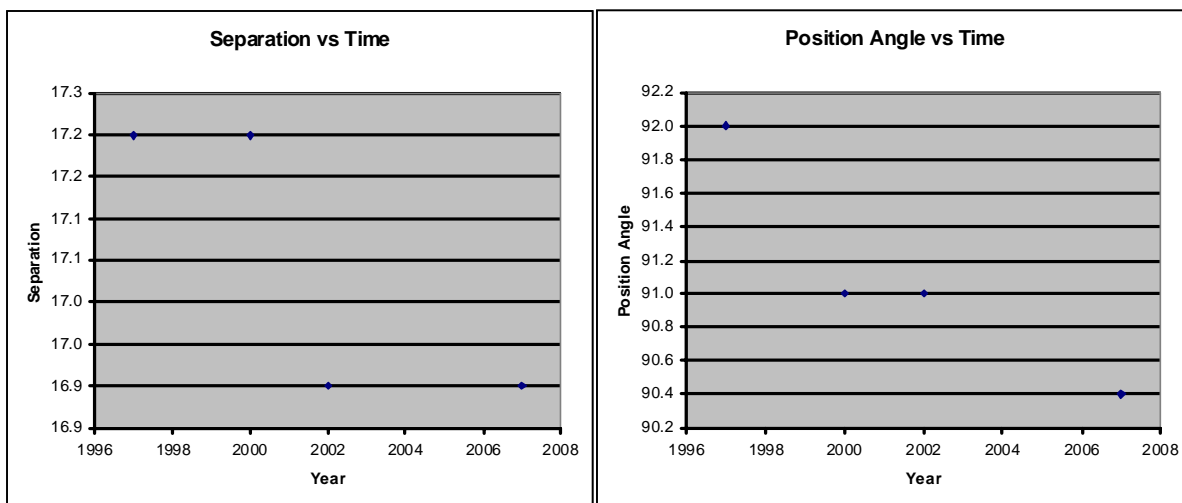 Separation vs Time
17.3
17.2
17.2
17.1
17.1
17.0
17.0
16.9
16.9
Separation
1996 1998 2000 2002 2004 2006 2008
Year
Position Angle vs Time
92.2
92.0
91.8
91.6
91.4
91.2
91.0
90.8
90.6
90.4
90.2
Position Angle
1996 1998 2000 2002 2004 2006 2008
Year